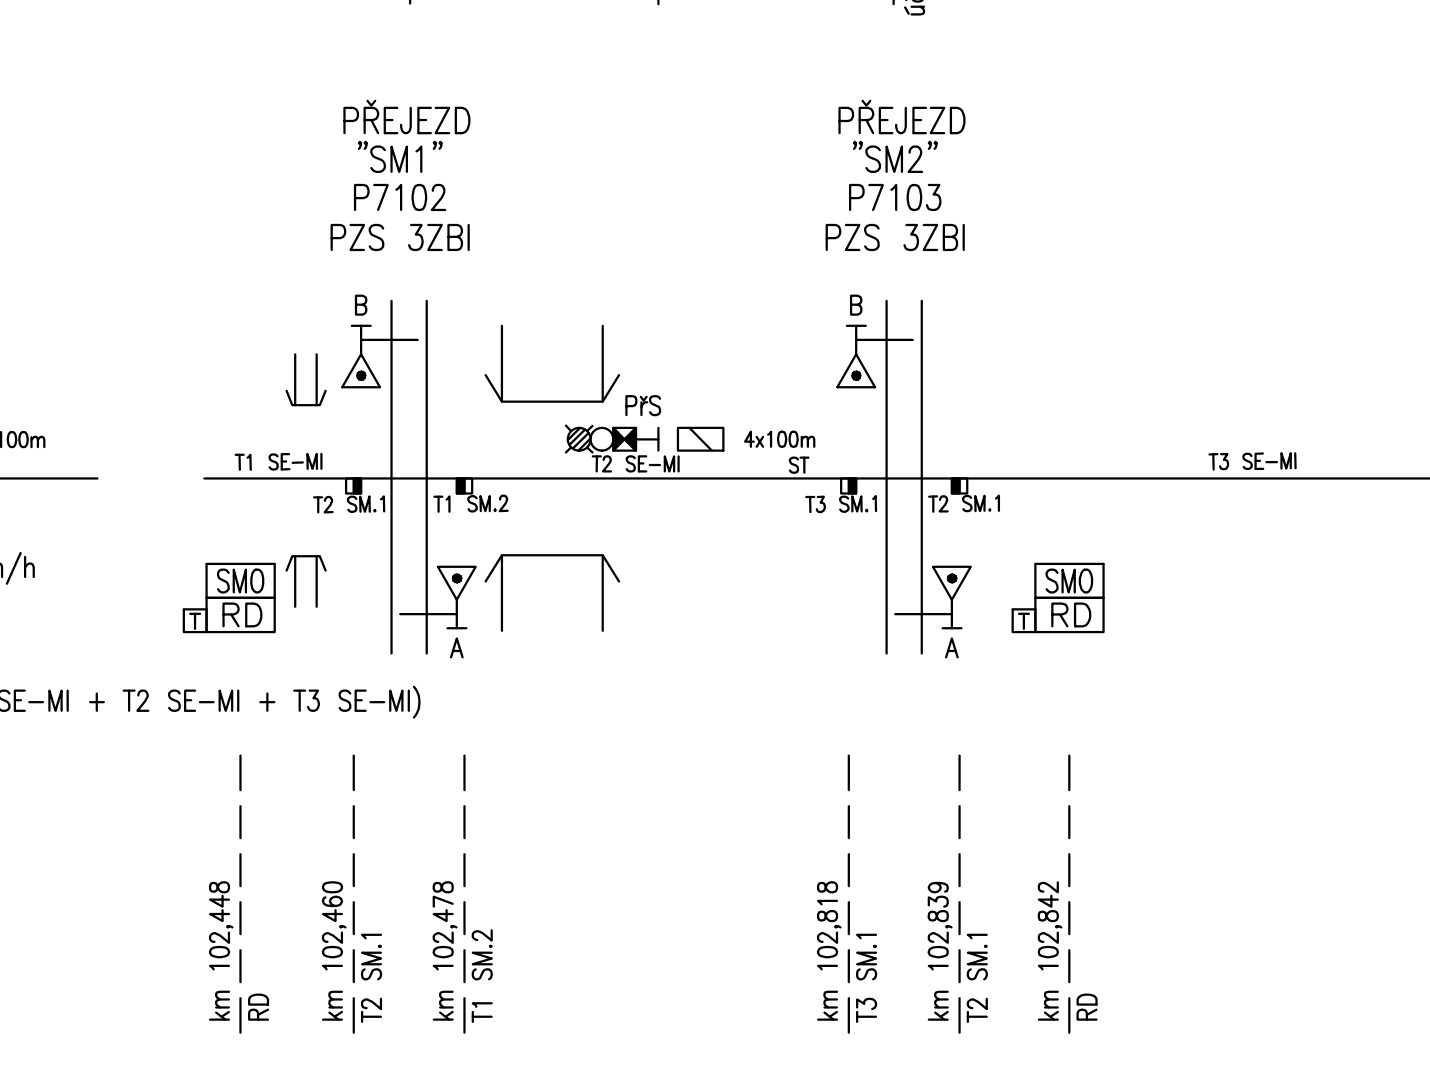 PŘEJEZD
"SM1"
P7102
PZS 3ZBI
PŘEJEZD
"SM2"
P7103
PZS 3ZBI
B
B
PřS
100m
T1 SE-MI
T2 SE-MI
4x100m
ST
T3 SE-MI
T2 SM.1
T1 SM.2
T3 SM.1
T2 SM.1
/h
SMO
T RD
A
A
SMO
T RD
SE-MI + T2 SE-MI + T3 SE-MI)
km 102,448
RD
km 102,460
T2 SM.1
km 102,478
T1 SM.2
km 102,818
T3 SM.1
km 102,839
T2 SM.1
km 102,842
RD